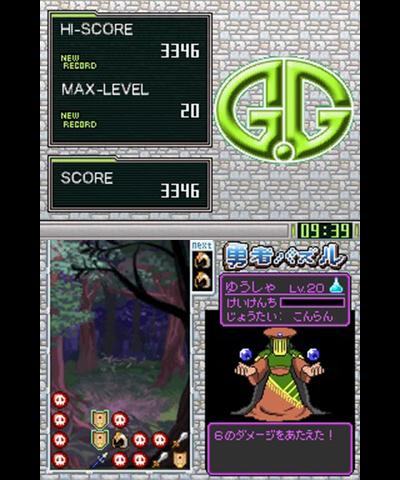 HI-SCORE
3346
NEW
RECORD
MAX-LEVEL
20
NEW
RECORD
G.G
SCORE
3346
09:39
next
勇者パズル
ゆうしゃ Lv.20
けいけんち
じょうたい: こんらん
6のダメージをあたえた!